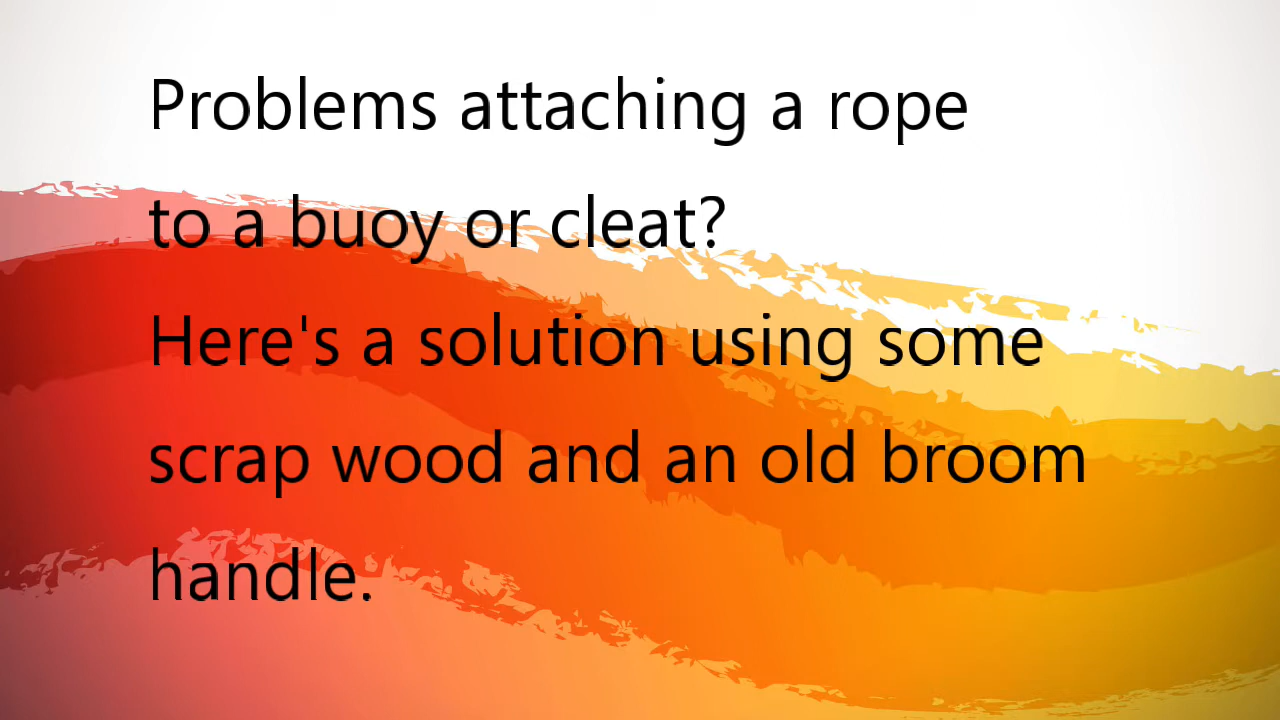 Problems attaching a rope
to a buoy or cleat?
Here's a solution using some
scrap wood and an old broom
handle.